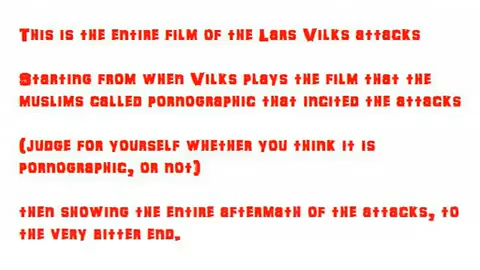 This is the entire film of the Lars Vilks attacks
Starting from when Vilks plays the film that the
muslims called pornographic that incited the attacks
(judge for yourself whether you think it is
pornographic, or not)
then showing the entire aftermath of the attacks, to
the very bitter end.